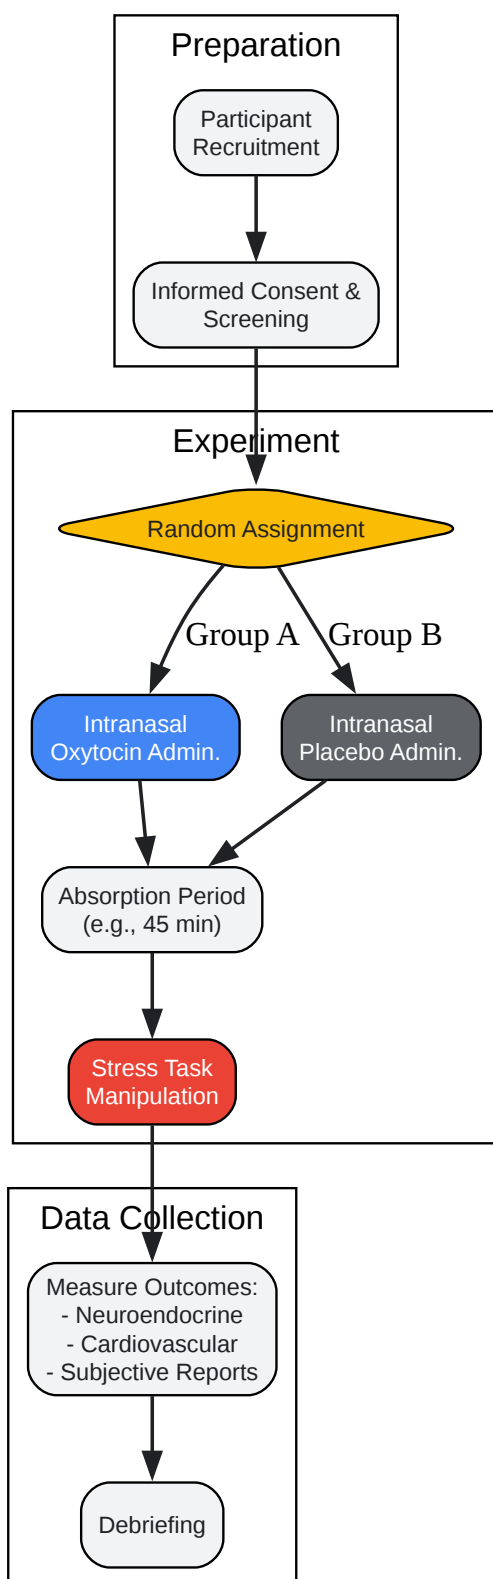 Preparation
Participant
Recruitment
Informed Consent &
Screening
Experiment
Random Assignment
Group A
Group B
Intranasal
Oxytocin Admin.
Intranasal
Placebo Admin.
Absorption Period
(e.g., 45 min)
Stress Task
Manipulation
Data Collection
Measure Outcomes:
- Neuroendocrine
- Cardiovascular
- Subjective Reports
Debriefing